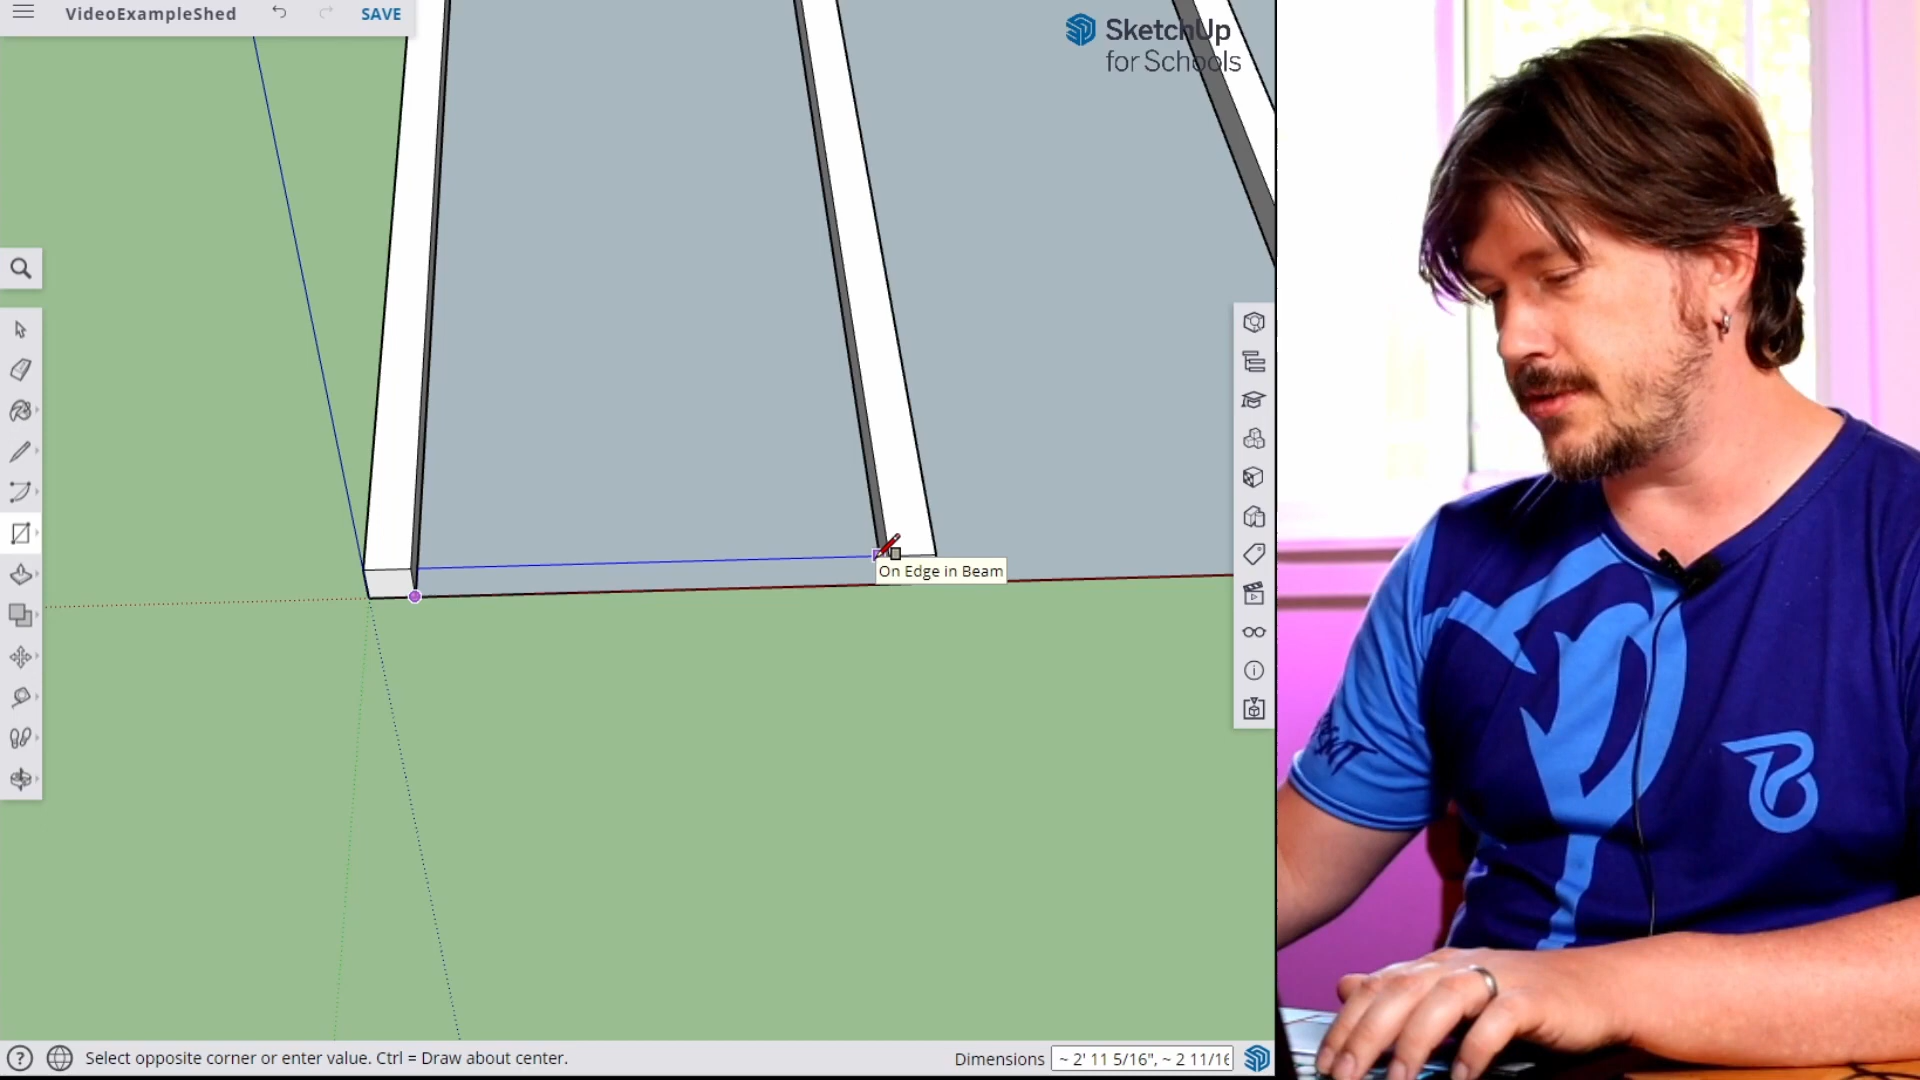 VideoExampleShed
SAVE
SketchUp
for Schools
On Edge in Beam
Select opposite corner or enter value. Ctrl = Draw about center.
Dimensions
~ 2' 11 5/16", ~ 2 11/16